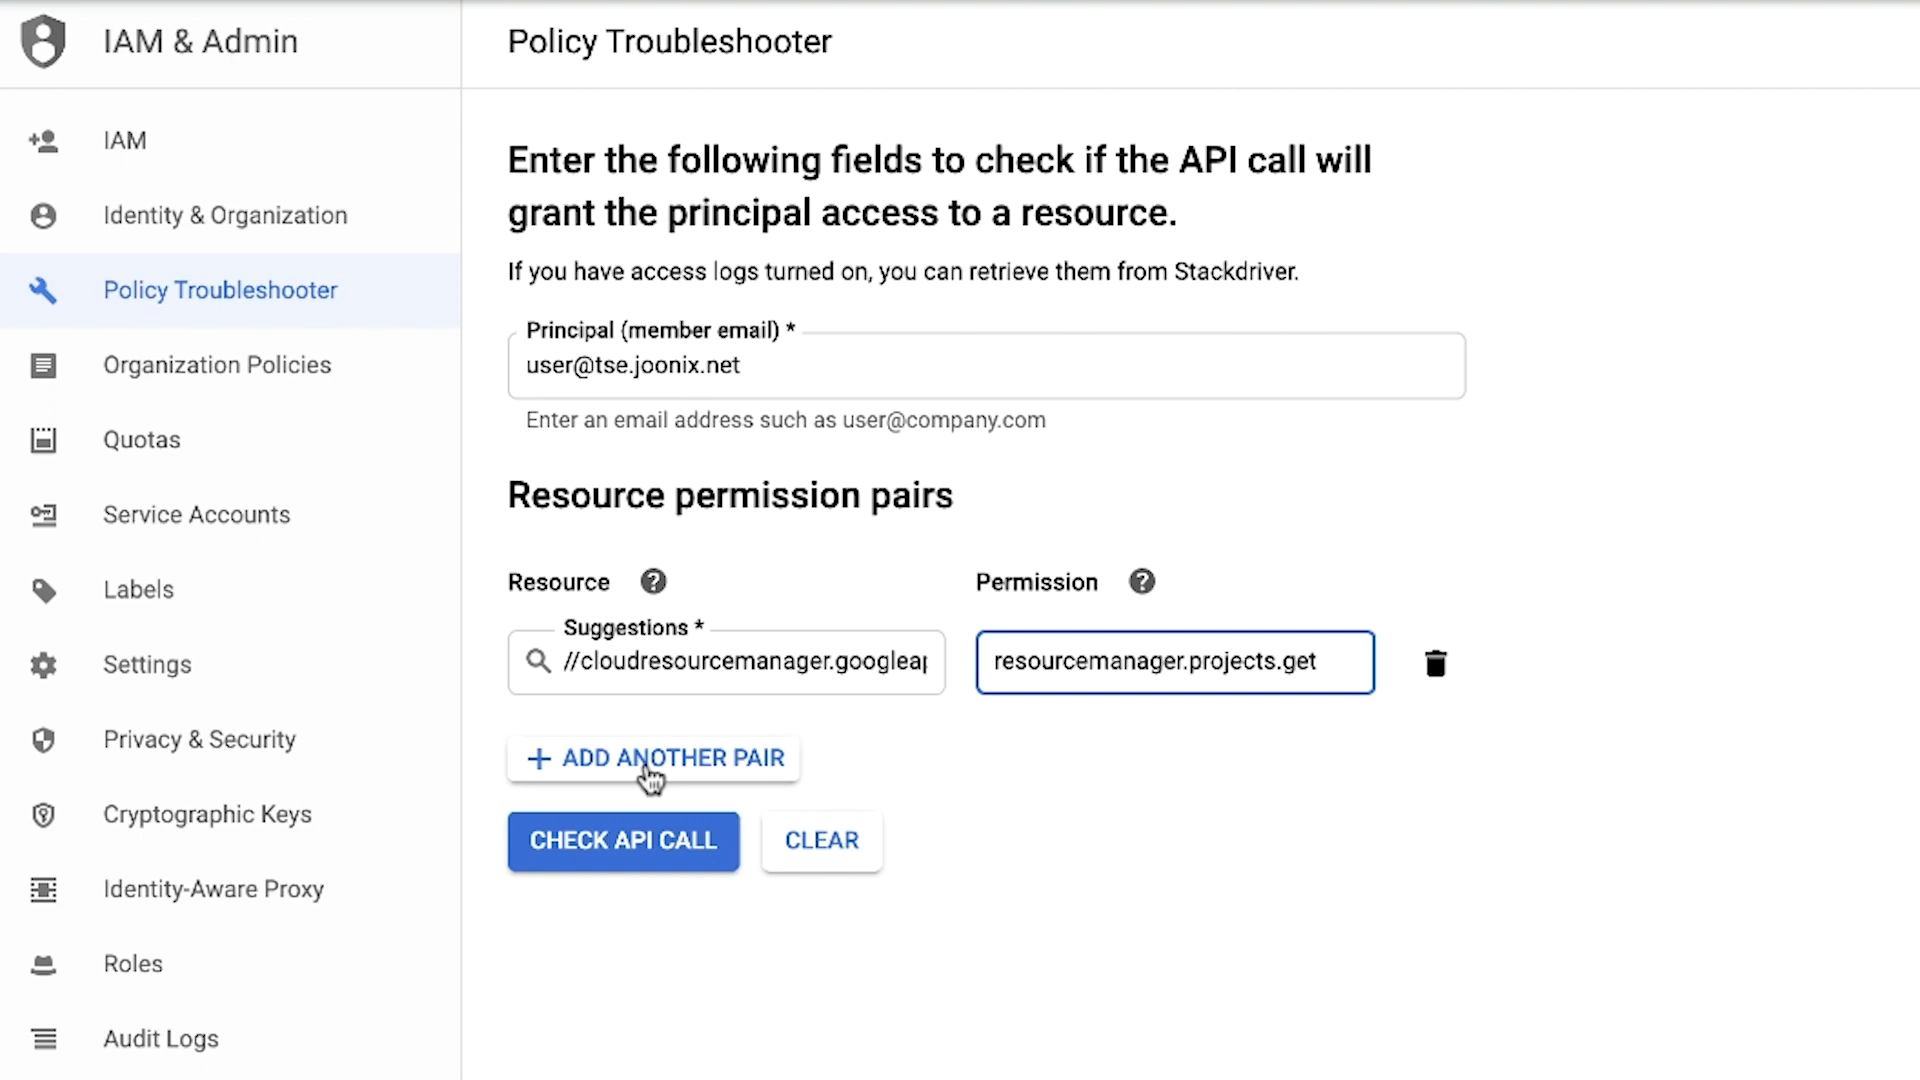 IAM & Admin
Policy Troubleshooter
IAM
Identity & Organization
Policy Troubleshooter
Organization Policies
Quotas
Service Accounts
Labels
Settings
Privacy & Security
Cryptographic Keys
Identity-Aware Proxy
Roles
Audit Logs
Enter the following fields to check if the API call will
grant the principal access to a resource.
If you have access logs turned on, you can retrieve them from Stackdriver.
Principal (member email) *
user@tse.joonix.net
Enter an email address such as user@company.com
Resource permission pairs
Resource ? Permission ?
Suggestions *
//cloudresourcemanager.googleap resourcemanager.projects.get
+ ADD ANOTHER PAIR
CHECK API CALL CLEAR